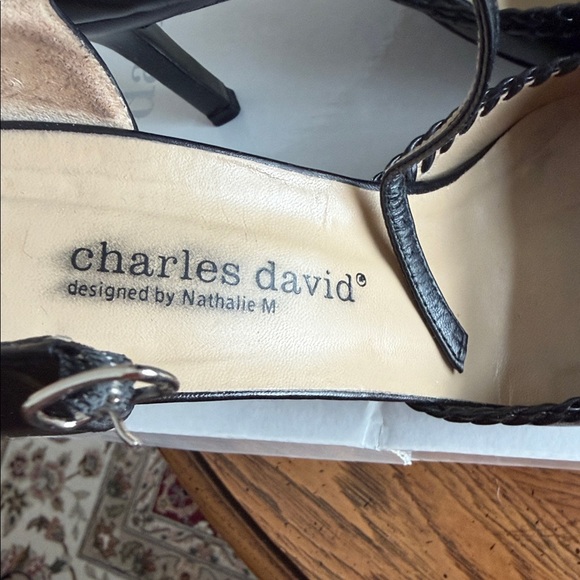 charles david
designed by Nathalie M